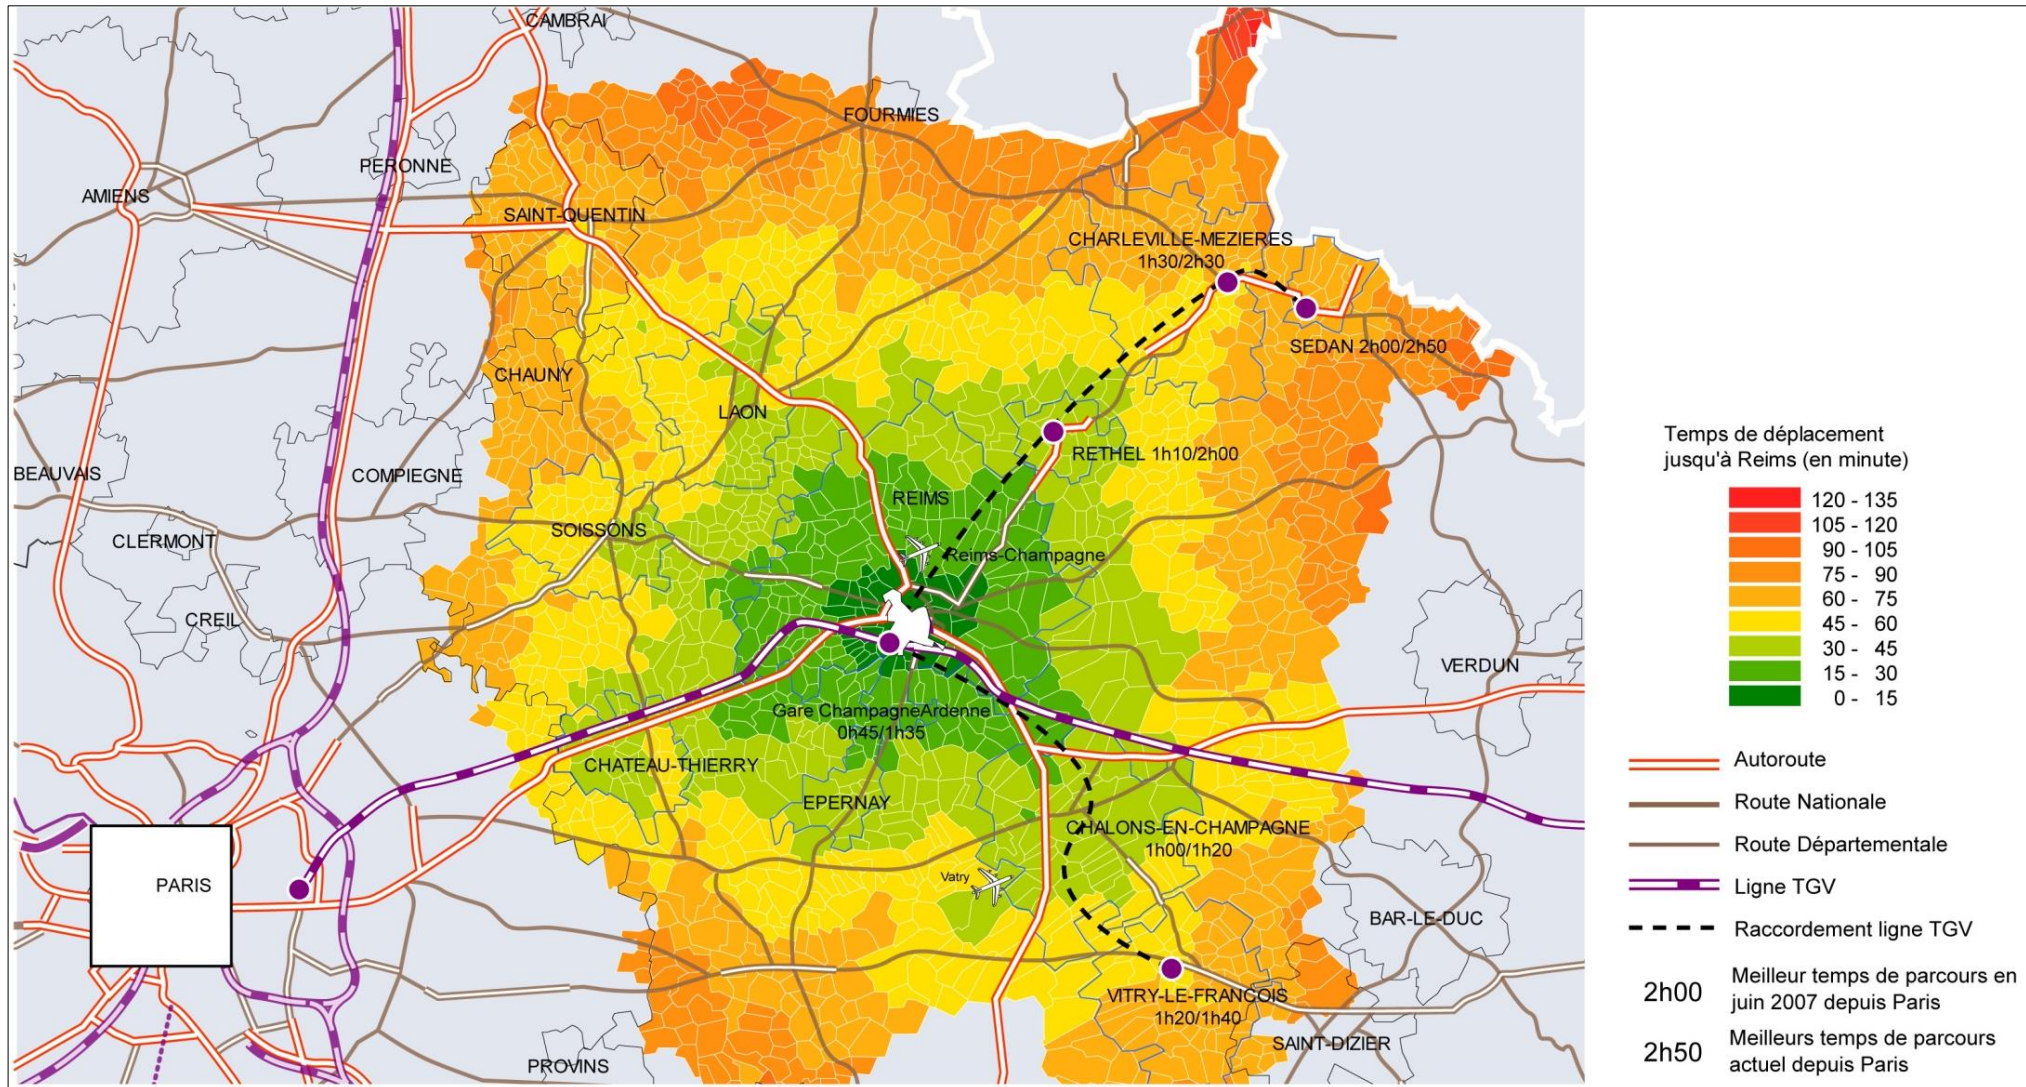 CAMBRAI
FOURMIES
PERONNE
AMIENS
SAINT-QUENTIN
CHARLEVILLE-MEZIERES
1h30/2h30
SEDAN 2h00/2h50
CHAUNY
LAON
RETHEL 1h10/2h00
BEAUVAIS
COMPIEGNE
REIMS
SOISSONS
CLERMONT
Reims-Champagne
CREIL
VERDUN
Gare ChampagneArdenne
0h45/1h35
CHATEAU-THIERRY
EPERNAY
CHALONS-EN-CHAMPAGNE
1h00/1h20
PARIS
Vatry
BAR-LE-DUC
VITRY-LE-FRANCOIS
1h20/1h40
SAINT-DIZIER
PROVINS
Temps de déplacement
jusqu'à Reims (en minute)
120 - 135
105 - 120
90 - 105
75 - 90
60 - 75
45 - 60
30 - 45
15 - 30
0 - 15
Autoroute
Route Nationale
Route Départementale
Ligne TGV
Raccordement ligne TGV
2h00 Meilleur temps de parcours en
juin 2007 depuis Paris
2h50 Meilleurs temps de parcours
actuel depuis Paris